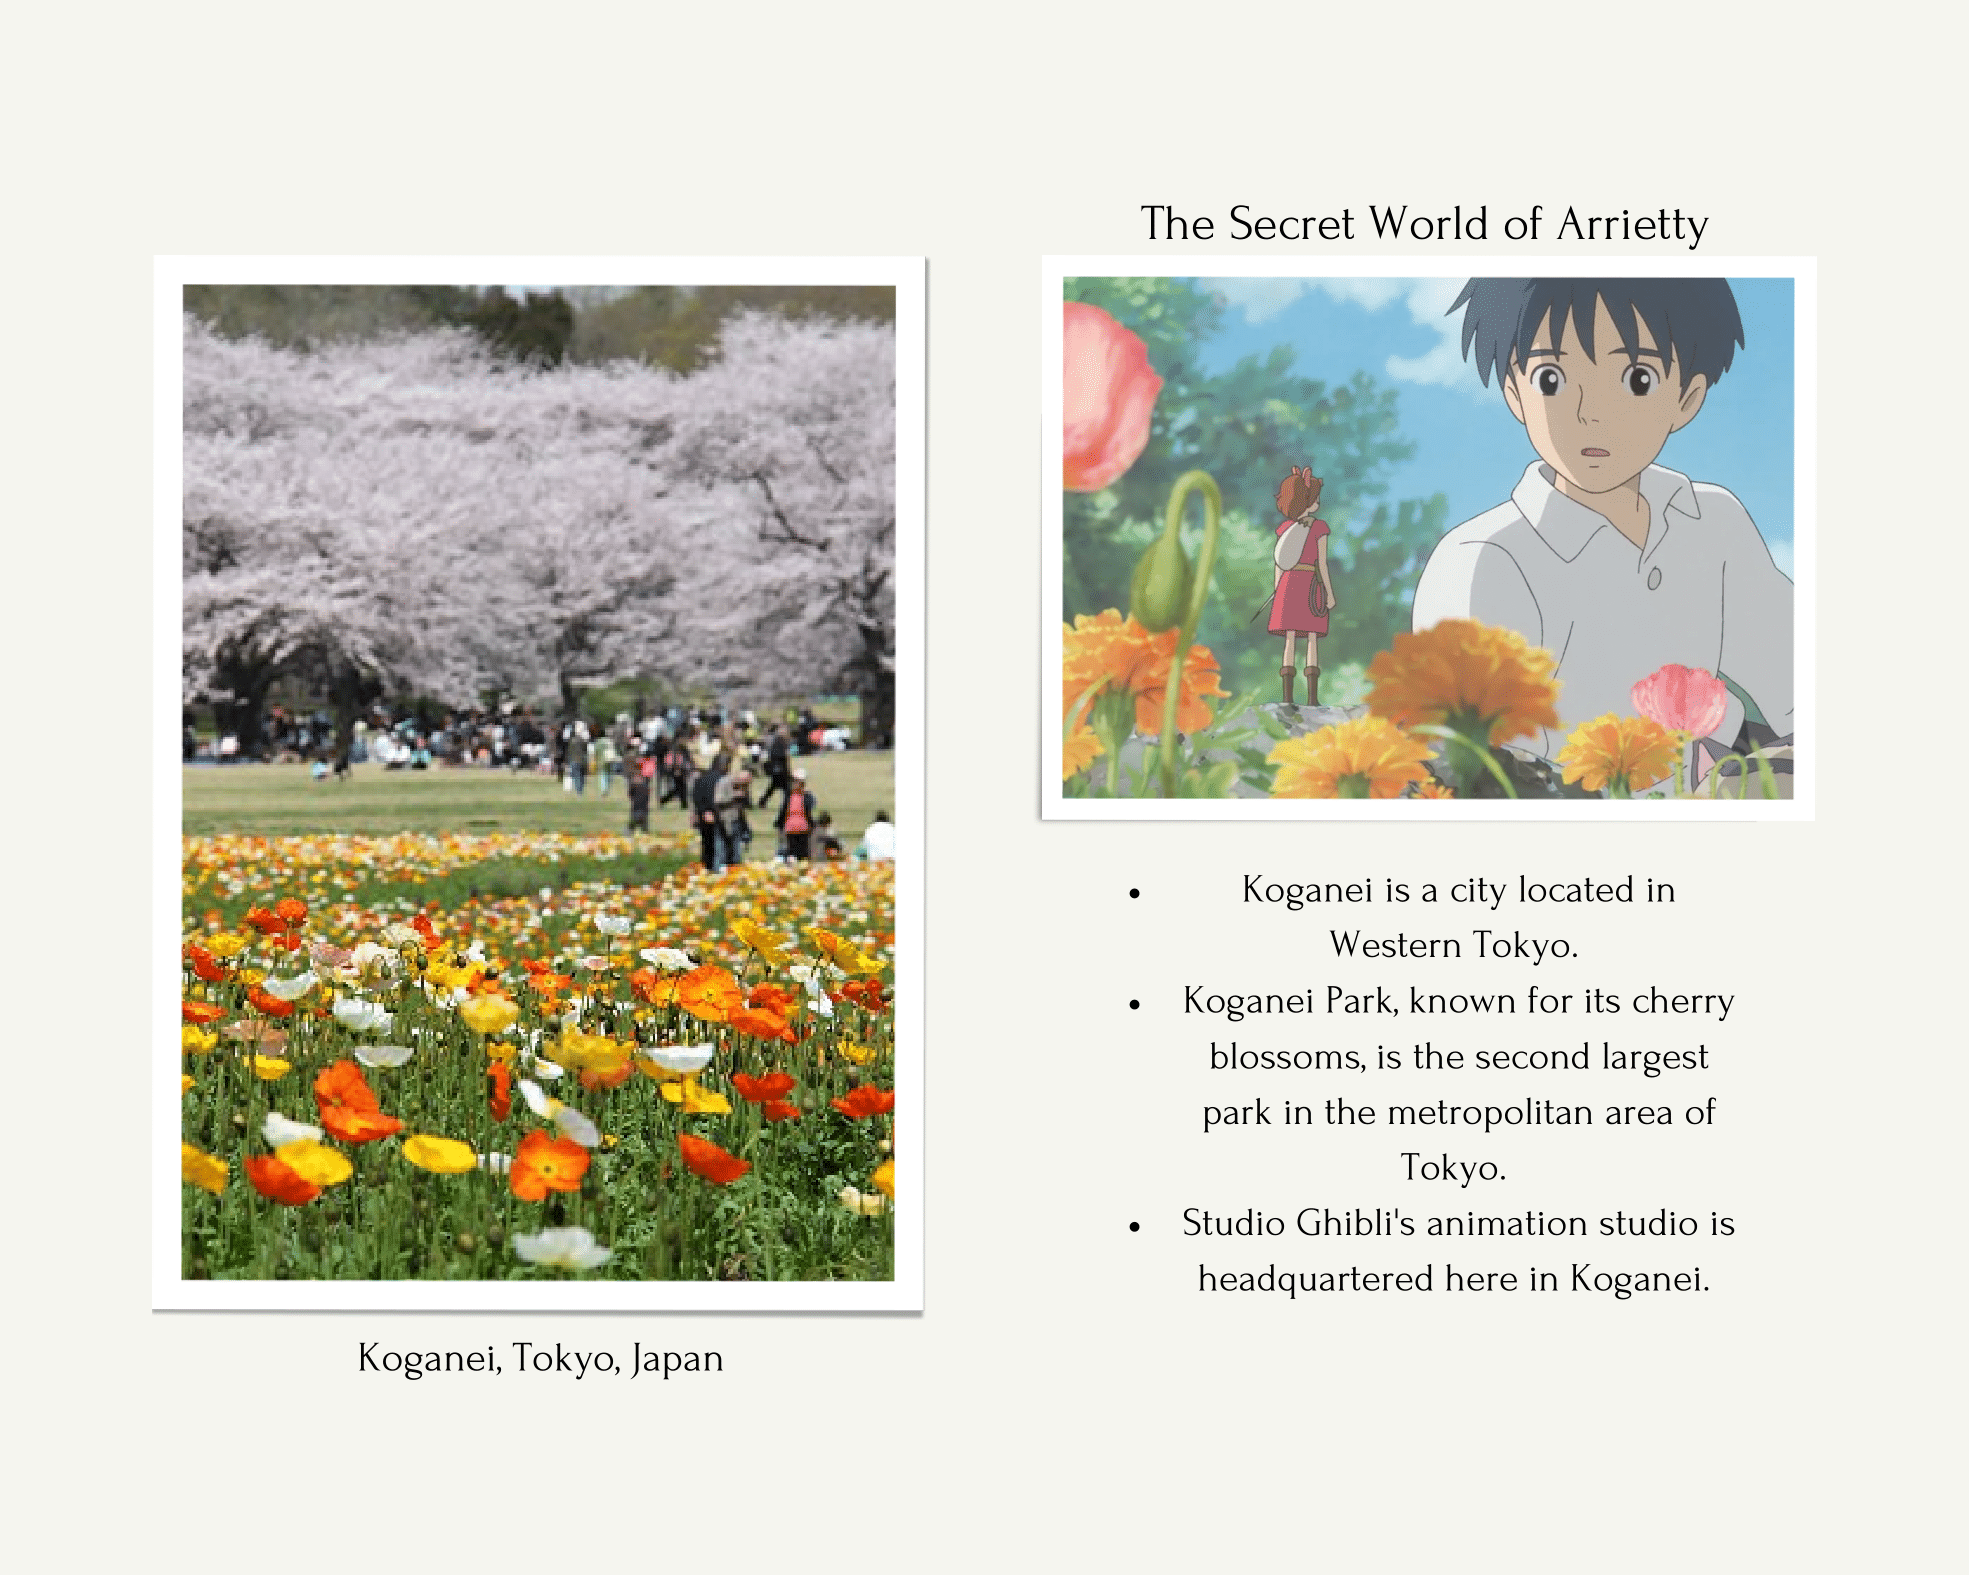 The Secret World of Arrietty
Koganei, Tokyo, Japan
• Koganei is a city located in
Western Tokyo.
• Koganei Park, known for its cherry
blossoms, is the second largest
park in the metropolitan area of
Tokyo.
• Studio Ghibli's animation studio is
headquartered here in Koganei.